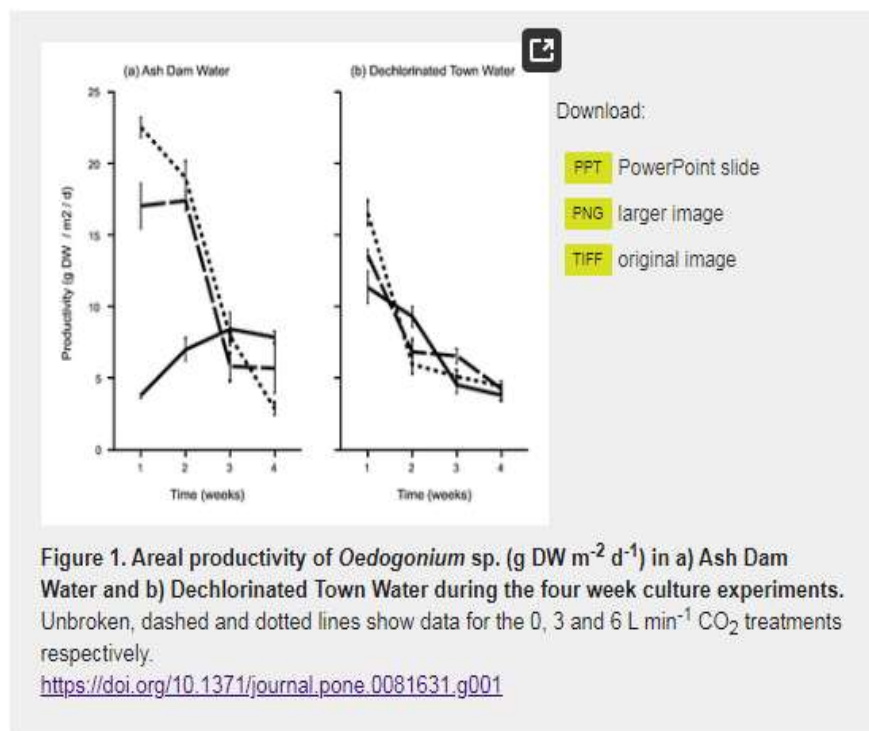 (a) Ash Dam Water
(b) Dechlorinated Town Water
25
20
15
10
5
0
Productivity (g DW / m2 / d)
1 2 3 4
Time (weeks)
1 2 3 4
Time (weeks)
Download:
PPT PowerPoint slide
PNG larger image
TIFF original image
Figure 1. Areal productivity of Oedogonium sp. (g DW m⁻² d⁻¹) in a) Ash Dam
Water and b) Dechlorinated Town Water during the four week culture experiments.
Unbroken, dashed and dotted lines show data for the 0, 3 and 6 L min⁻¹ CO₂ treatments
respectively.
https://doi.org/10.1371/journal.pone.0081631.g001